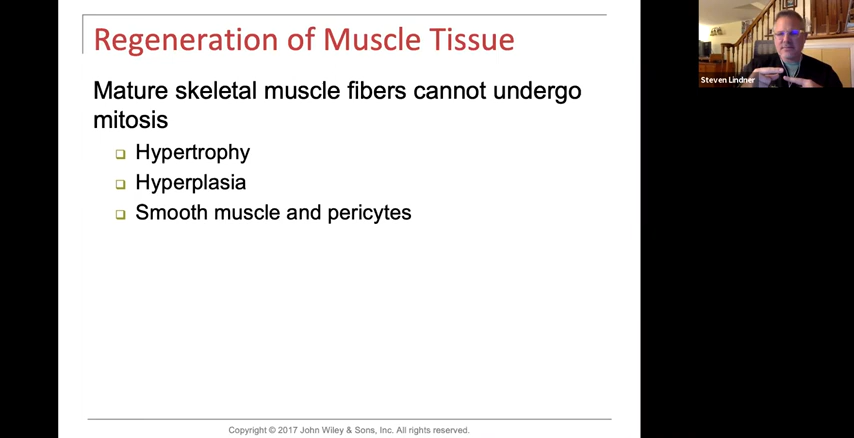 Regeneration of Muscle Tissue
Mature skeletal muscle fibers cannot undergo
mitosis
Hypertrophy
Hyperplasia
Smooth muscle and pericytes
Copyright © 2017 John Wiley & Sons, Inc. All rights reserved.
Steven Lindner